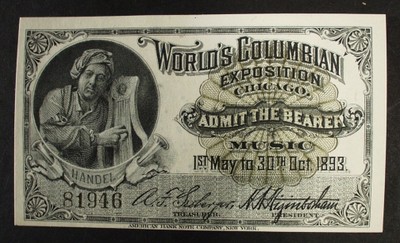 WORLD'S COLUMBIAN
EXPOSITION
CHICAGO,
ADMIT THE BEARER
MUSIC
1ST May to 30TH Oct. 1893.
HANDEL
81946
TREASURER.
PRESIDENT
AMERICAN BANK NOTE COMPANY, NEW YORK.